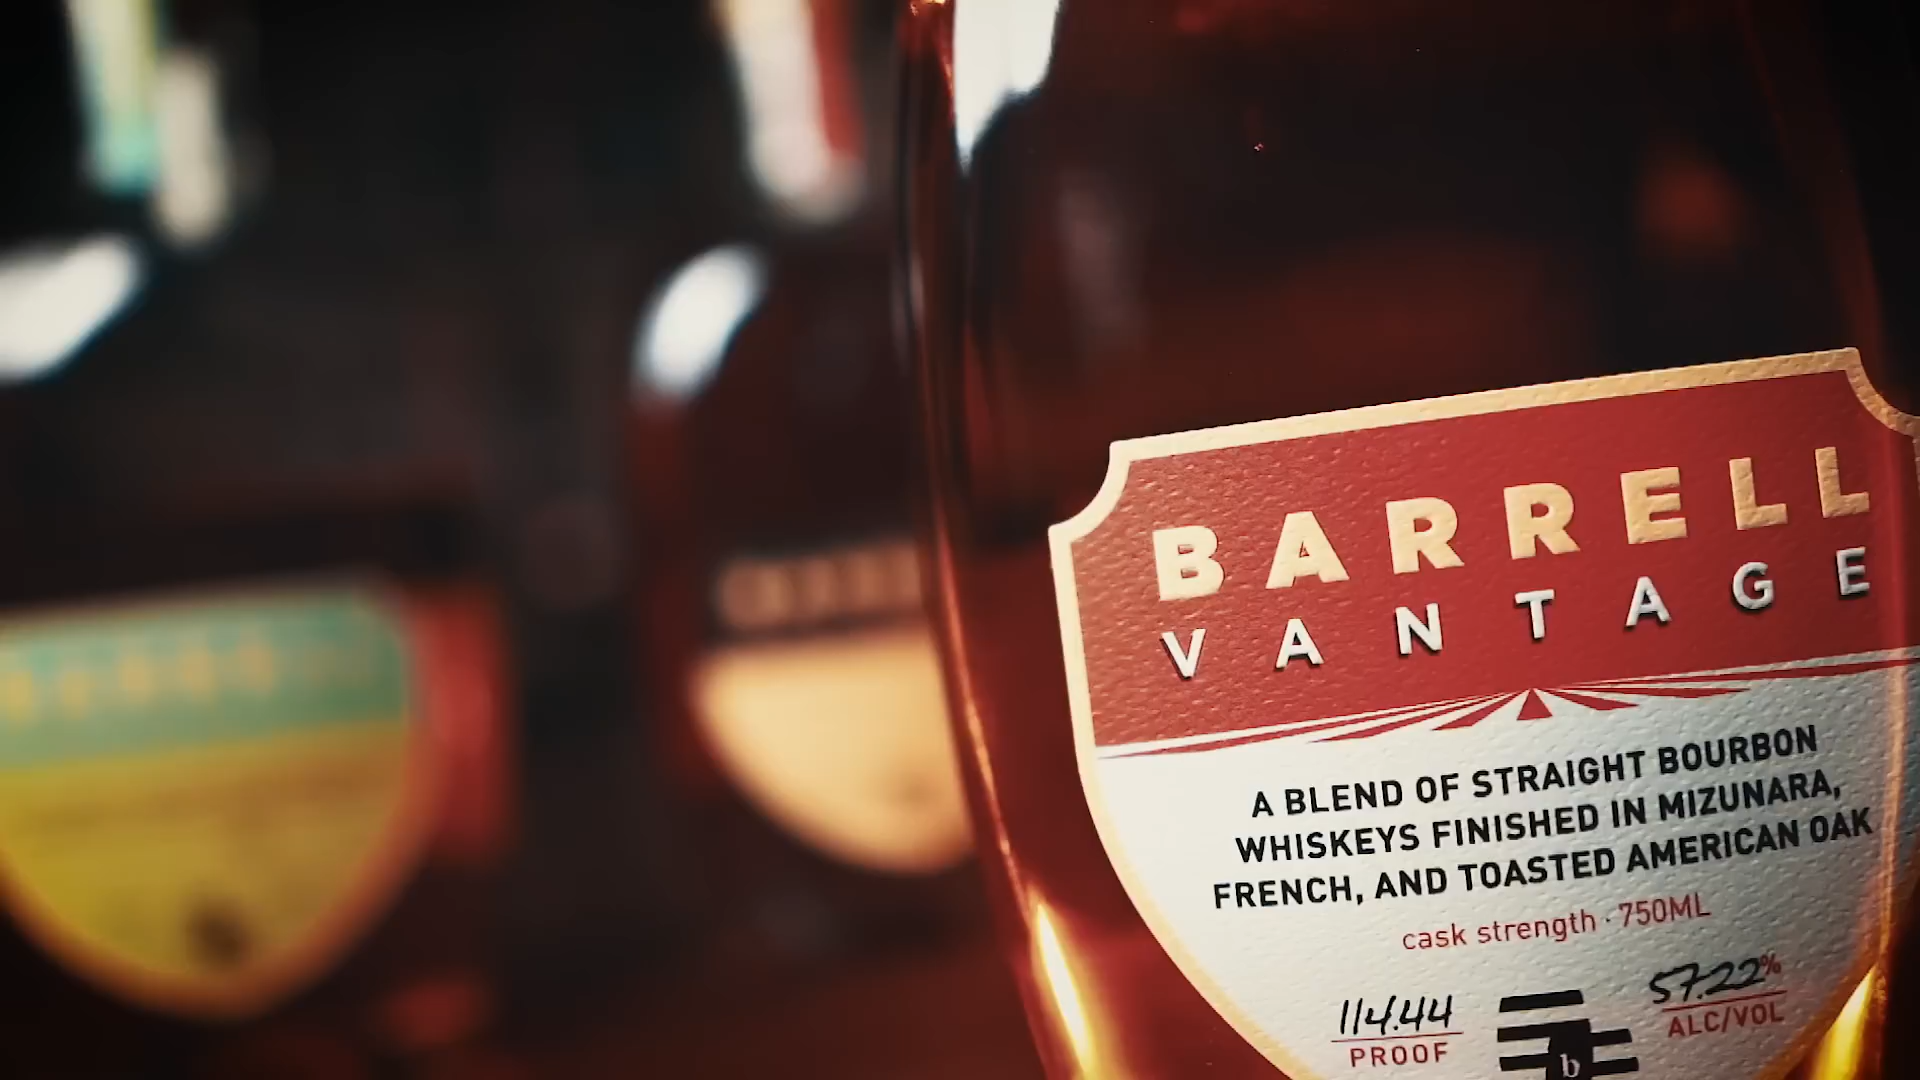 BARRELL
VANTAGE
A BLEND OF STRAIGHT BOURBON
WHISKEYS FINISHED IN MIZUNARA,
FRENCH, AND TOASTED AMERICAN OAK
cask strength · 750ML
114.44
PROOF
57.22%
ALC/VOL
b